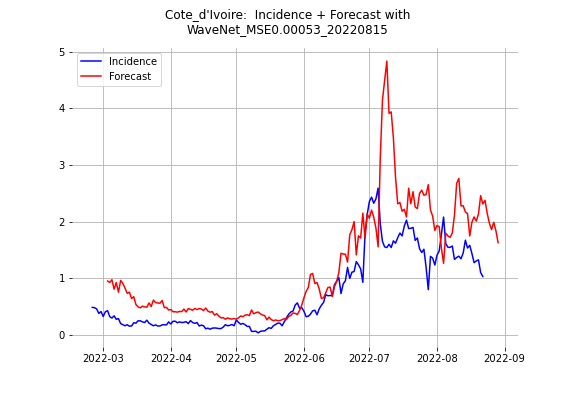 Cote_d'Ivoire:  Incidence + Forecast with
WaveNet_MSE0.00053_20220815
Incidence
Forecast
5
4
3
2
1
0
2022-03 2022-04 2022-05 2022-06 2022-07 2022-08 2022-09